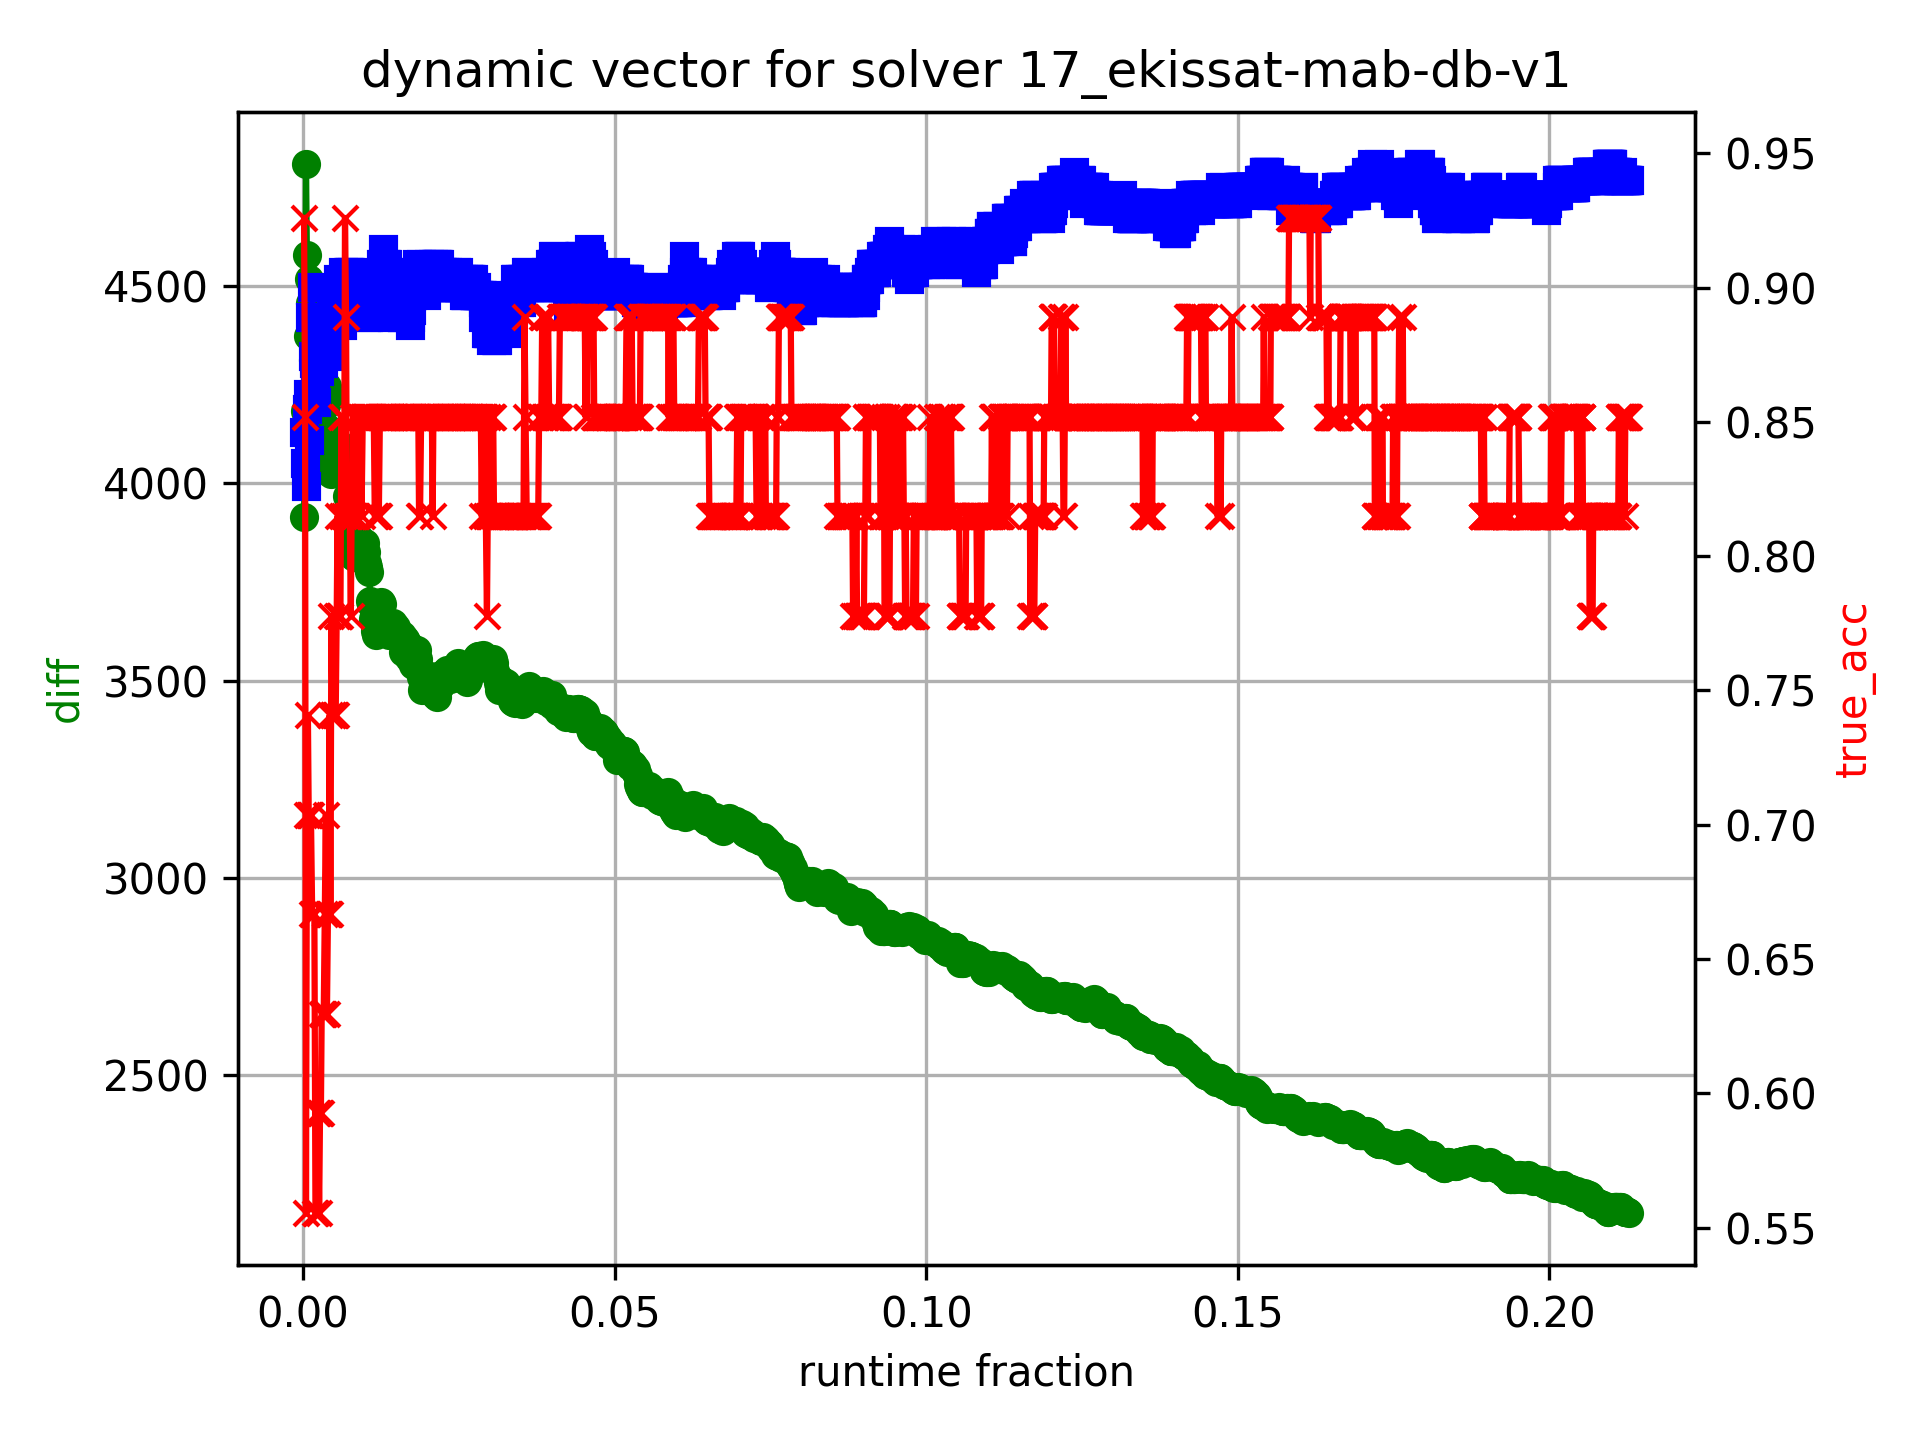 dynamic vector for solver 17_ekissat-mab-db-v1
4500
4000
3500
3000
2500
diff
0.95
0.90
0.85
0.80
0.75
0.70
0.65
0.60
0.55
true_acc
0.00 0.05 0.10 0.15 0.20
runtime fraction